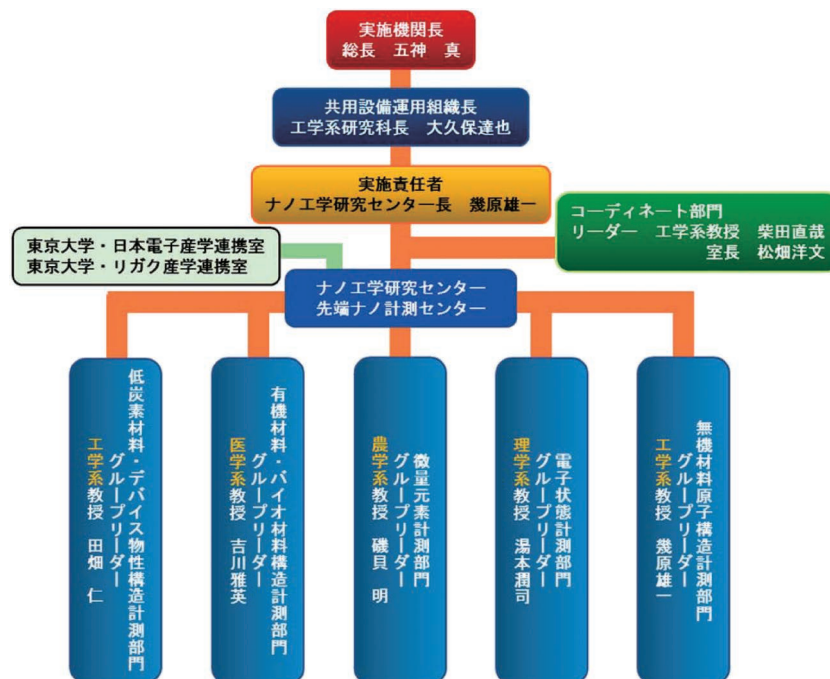 実施機関長
総長　五神　真
共用設備運用組織長
工学系研究科長　大久保達也
実施責任者
ナノ工学研究センター長　幾原雄一
コーディネート部門
リーダー　工学系教授　柴田直哉
室長　松畑洋文
東京大学・日本電子産学連携室
東京大学・リガク産学連携室
ナノ工学研究センター
先端ナノ計測センター
低炭素材料・デバイス物性構造計測部門
グループリーダー
工学系教授　田畑　仁
有機材料・バイオ材料構造計測部門
グループリーダー
医学系教授　吉川雅英
微量元素計測部門
グループリーダー
農学系教授　磯貝　明
電子状態計測部門
グループリーダー
理学系教授　湯本潤司
無機材料原子構造計測部門
グループリーダー
工学系教授　幾原雄一